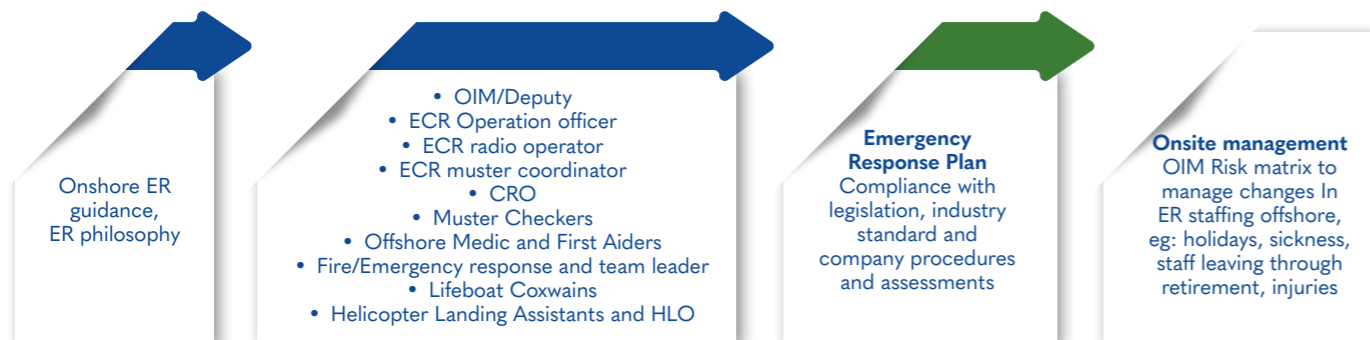 Onshore ER
guidance,
ER philosophy
• OIM/Deputy
• ECR Operation officer
• ECR radio operator
• ECR muster coordinator
• CRO
• Muster Checkers
• Offshore Medic and First Aiders
• Fire/Emergency response and team leader
• Lifeboat Coxwains
• Helicopter Landing Assistants and HLO
Emergency
Response Plan
Compliance with
legislation, industry
standard and
company procedures
and assessments
Onsite management
OIM Risk matrix to
manage changes In
ER staffing offshore,
eg: holidays, sickness,
staff leaving through
retirement, injuries